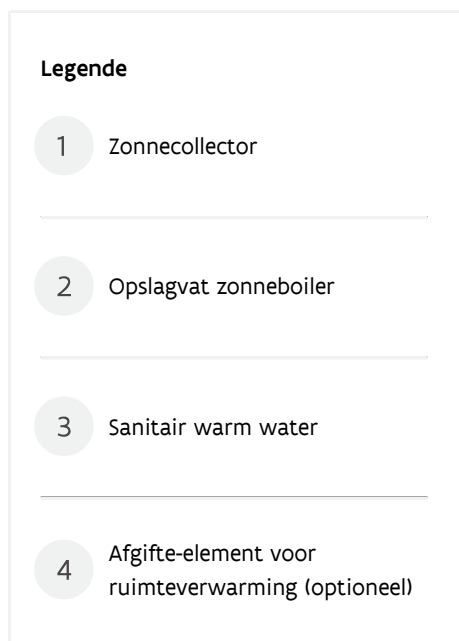 Legende
1 Zonnecollector
2 Opslagvat zonneboiler
3 Sanitair warm water
4 Afgifte-element voor
ruimteverwarming (optioneel)